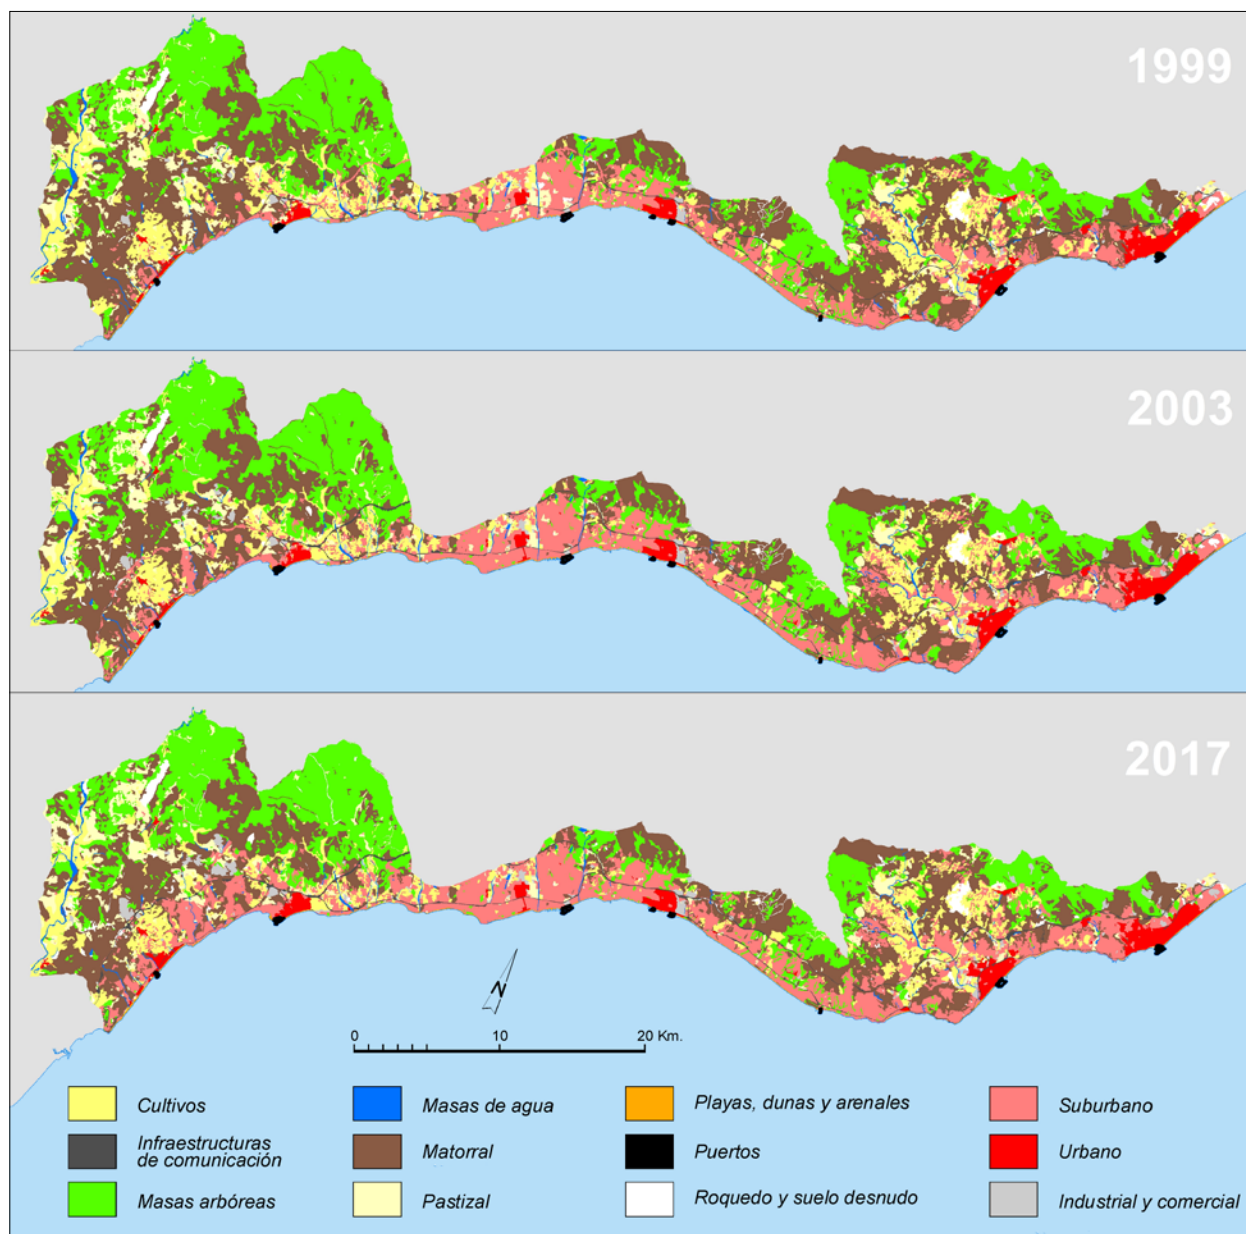 1999
2003
2017
N
0 10 20 Km.
Cultivos
Masas de agua
Playas, dunas y arenales
Suburbano
Infraestructuras
de comunicación
Matorral
Puertos
Urbano
Masas arbóreas
Pastizal
Roquedo y suelo desnudo
Industrial y comercial